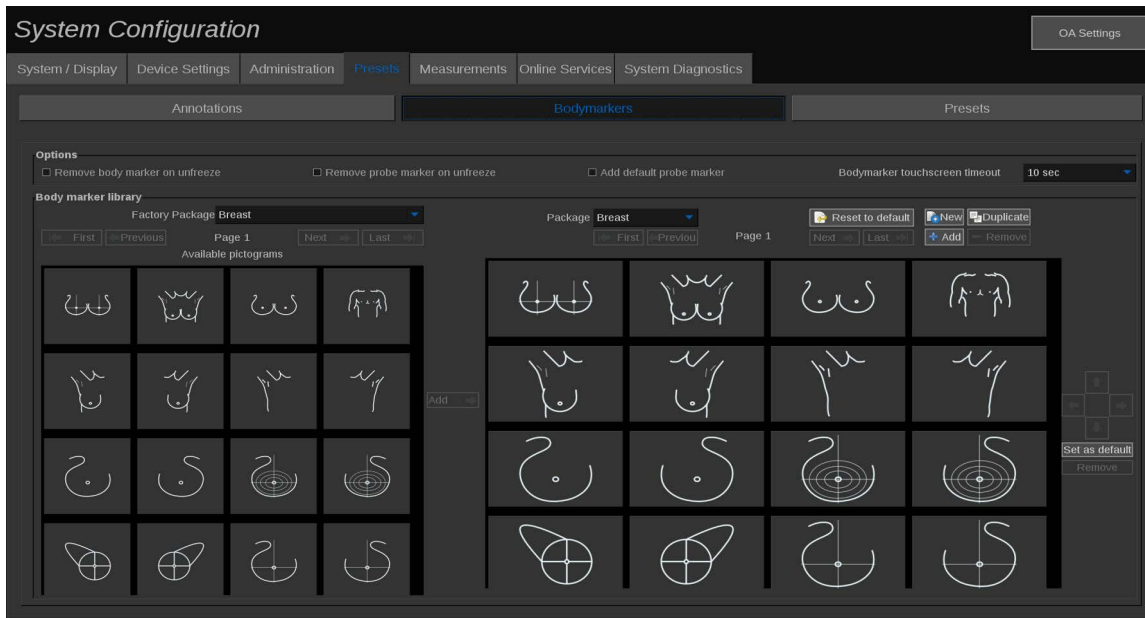 System Configuration
OA Settings
System / Display Device Settings Administration Presets Measurements Online Services System Diagnostics
Annotations Bodymarkers Presets
Options
Remove body marker on unfreeze Remove probe marker on unfreeze Add default probe marker Bodymarker touchscreen timeout 10 sec
Body marker library
Factory Package Breast Package Breast Reset to default New Duplicate
First Previous Page 1 Next Last First Previou Page 1 Next Last Add Remove
Available pictograms
Add
Set as default
Remove